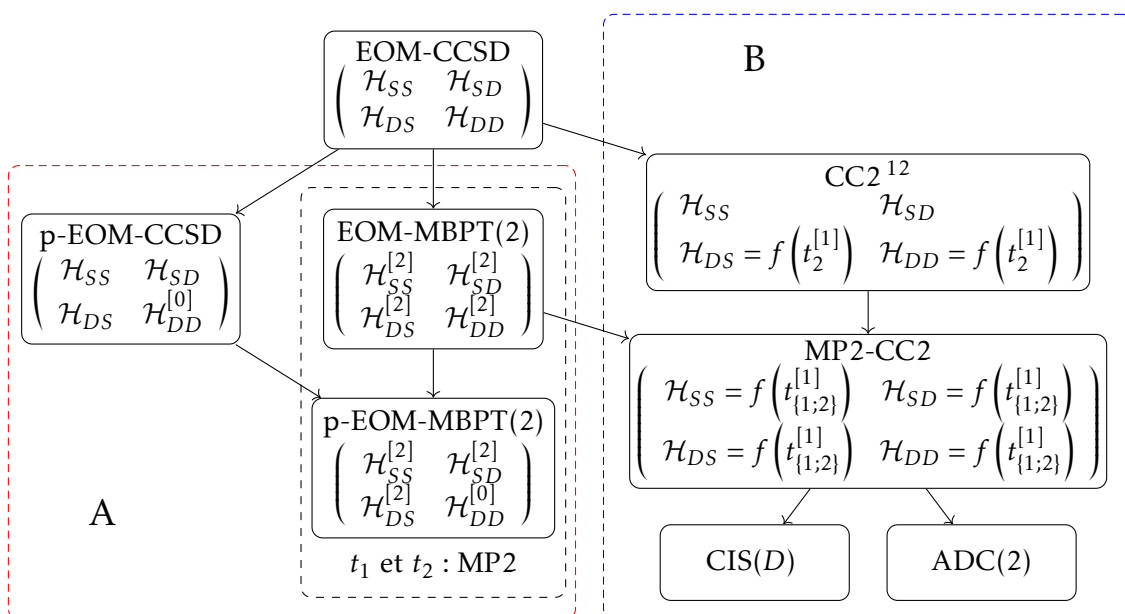 EOM-CCSD
( 𝓗_SS 𝓗_SD )
( 𝓗_DS 𝓗_DD )
B
CC2 ^12
( 𝓗_SS 𝓗_SD )
( 𝓗_DS = f ( t_2^[1] ) 𝓗_DD = f ( t_2^[1] ) )
p-EOM-CCSD
( 𝓗_SS 𝓗_SD )
( 𝓗_DS 𝓗_DD^[0] )
EOM-MBPT(2)
( 𝓗_SS^[2] 𝓗_SD^[2] )
( 𝓗_DS^[2] 𝓗_DD^[2] )
MP2-CC2
( 𝓗_SS = f ( t_{1;2}^[1] ) 𝓗_SD = f ( t_{1;2}^[1] ) )
( 𝓗_DS = f ( t_{1;2}^[1] ) 𝓗_DD = f ( t_{1;2}^[1] ) )
p-EOM-MBPT(2)
( 𝓗_SS^[2] 𝓗_SD^[2] )
( 𝓗_DS^[2] 𝓗_DD^[0] )
A
t_1 et t_2 : MP2
CIS(D)
ADC(2)